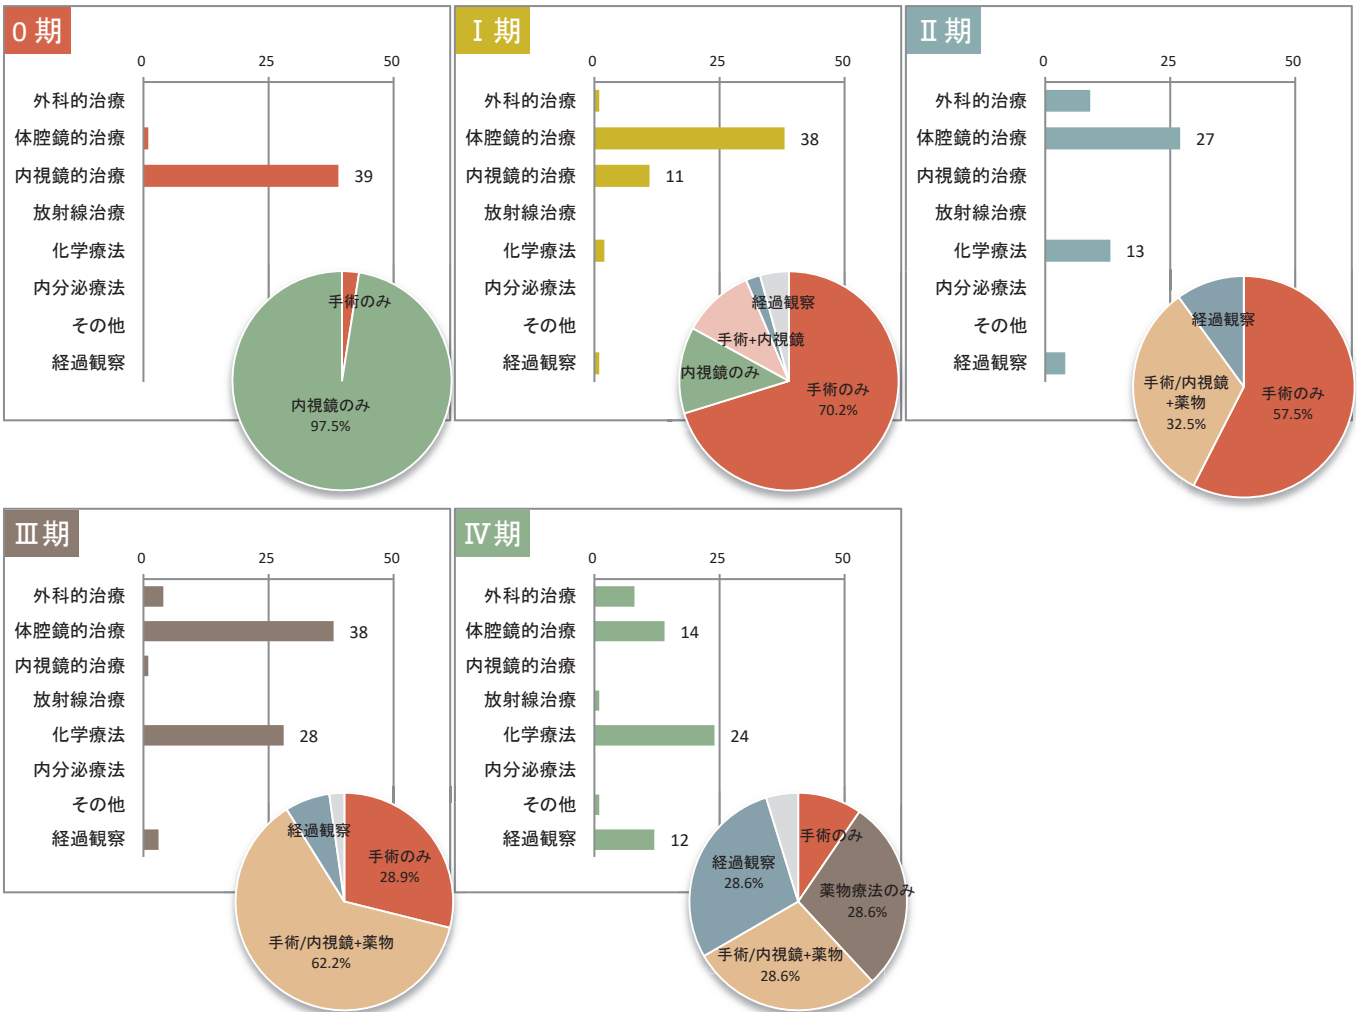 0 期
0 25 50
外科的治療
体腔鏡的治療
内視鏡的治療 39
放射線治療
化学療法
内分泌療法
その他
経過観察
手術のみ
内視鏡のみ
97.5%
Ⅰ 期
0 25 50
外科的治療
体腔鏡的治療 38
内視鏡的治療 11
放射線治療
化学療法
内分泌療法
その他
経過観察
経過観察
手術+内視鏡
内視鏡のみ
手術のみ
70.2%
Ⅱ 期
0 25 50
外科的治療
体腔鏡的治療 27
内視鏡的治療
放射線治療
化学療法 13
内分泌療法
その他
経過観察
経過観察
手術/内視鏡
+薬物
32.5%
手術のみ
57.5%
Ⅲ 期
0 25 50
外科的治療
体腔鏡的治療 38
内視鏡的治療
放射線治療
化学療法 28
内分泌療法
その他
経過観察
経過観察
手術のみ
28.9%
手術/内視鏡+薬物
62.2%
Ⅳ 期
0 25 50
外科的治療
体腔鏡的治療 14
内視鏡的治療
放射線治療
化学療法 24
内分泌療法
その他
経過観察 12
手術のみ
経過観察
28.6%
薬物療法のみ
28.6%
手術/内視鏡+薬物
28.6%